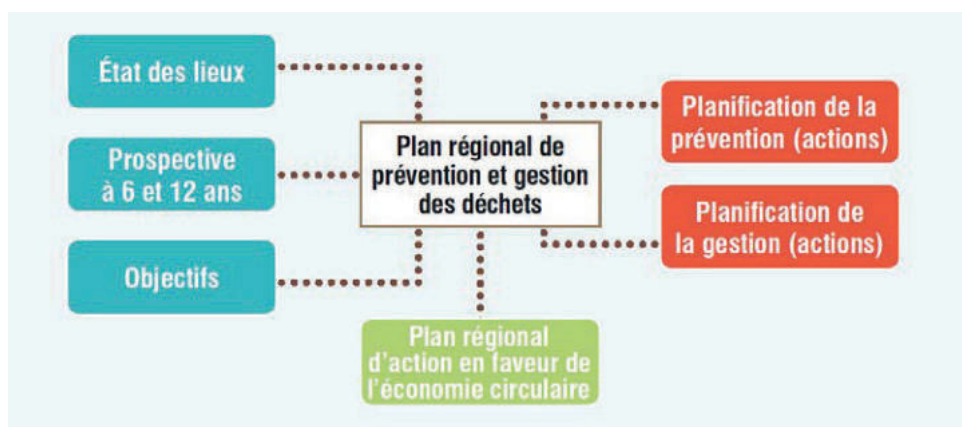 État des lieux
Prospective
à 6 et 12 ans
Objectifs
Plan régional de
prévention et gestion
des déchets
Planification de la
prévention (actions)
Planification de
la gestion (actions)
Plan régional
d'action en faveur de
l'économie circulaire